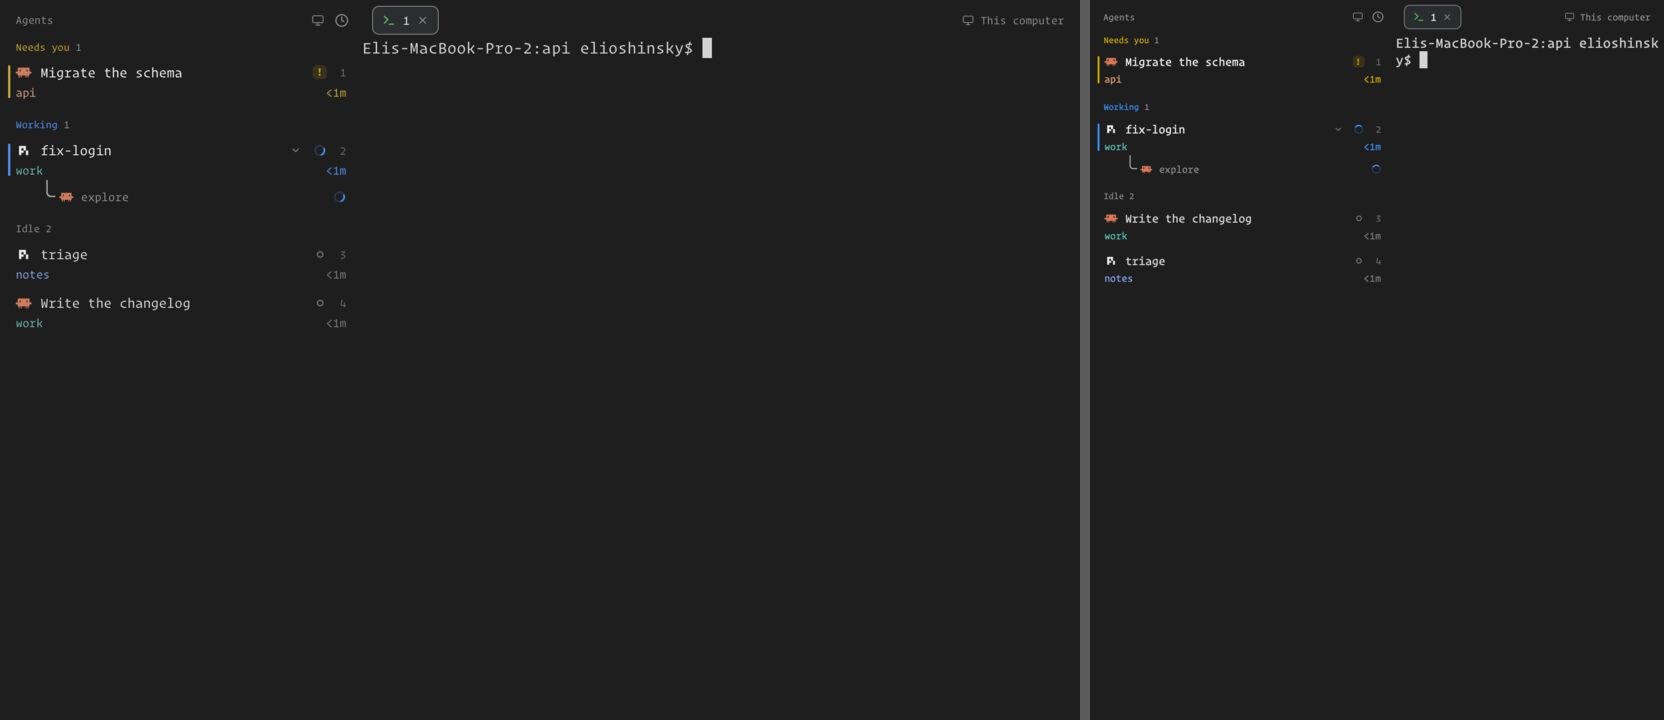 Agents
>_ 1 ×
This computer
Needs you 1
Migrate the schema ! 1
api <1m
Working 1
fix-login 2
work <1m
explore
Idle 2
triage 3
notes <1m
Write the changelog 4
work <1m
Elis-MacBook-Pro-2:api elioshinsky$
Agents
>_ 1 ×
This computer
Needs you 1
Migrate the schema ! 1
api <1m
Working 1
fix-login 2
work <1m
explore
Idle 2
Write the changelog 3
work <1m
triage 4
notes <1m
Elis-MacBook-Pro-2:api elioshinsk
y$